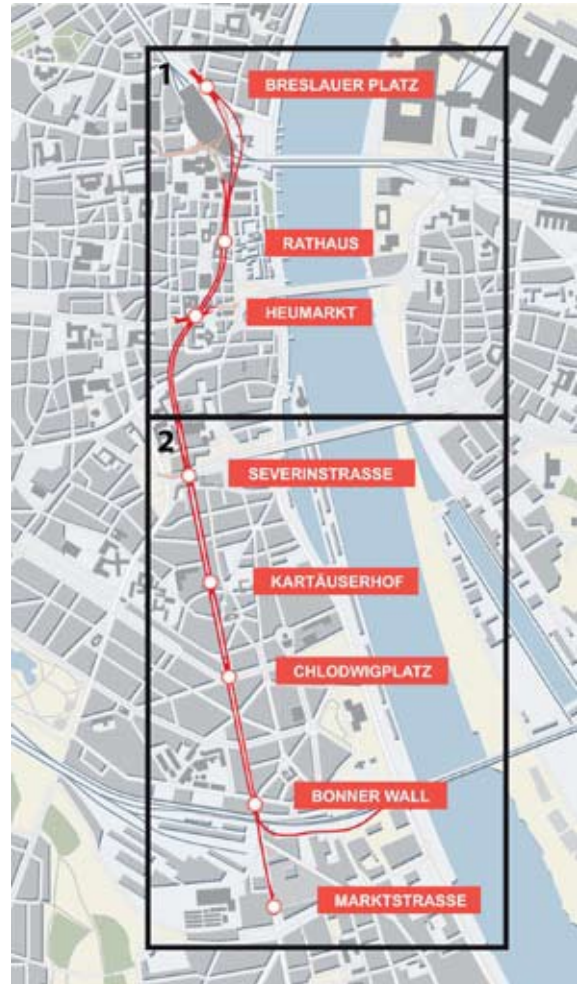 1
BRESLAUER PLATZ
RATHAUS
HEUMARKT
2
SEVERINSTRASSE
KARTÄUSERHOF
CHLODWIGPLATZ
BONNER WALL
MARKTSTRASSE